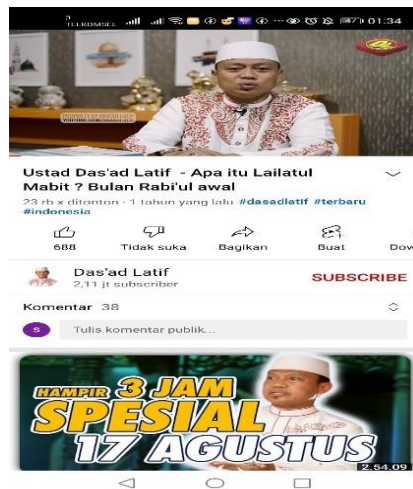 TELKOMSEL
47
01:34
Ustad Das'ad Latif - Apa itu Lailatul
Mabit ? Bulan Rabi'ul awal
23 rb x ditonton · 1 tahun yang lalu #dasadlatif #terbaru
#indonesia
688
Tidak suka
Bagikan
Buat
Dow
Das'ad Latif
2,11 jt subscriber
SUBSCRIBE
Komentar 38
S
Tulis komentar publik...
HAMPIR 3 JAM
SPESIAL
17 AGUSTUS
2.54.09